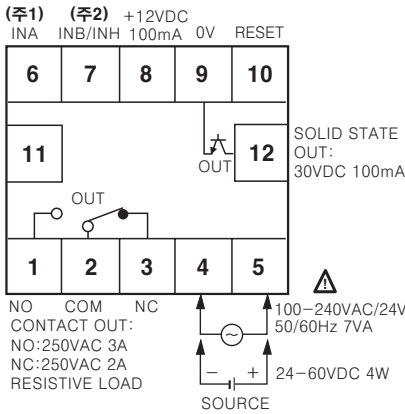 (주1) (주2) +12VDC
INA INB/INH 100mA 0V RESET
6 7 8 9 10
11 OUT 12
SOLID STATE
OUT:
30VDC 100mA
OUT
1 2 3 4 5
NO COM NC
CONTACT OUT:
NO:250VAC 3A
NC:250VAC 2A
RESISTIVE LOAD
100-240VAC/24V
50/60Hz 7VA
- + 24-60VDC 4W
SOURCE